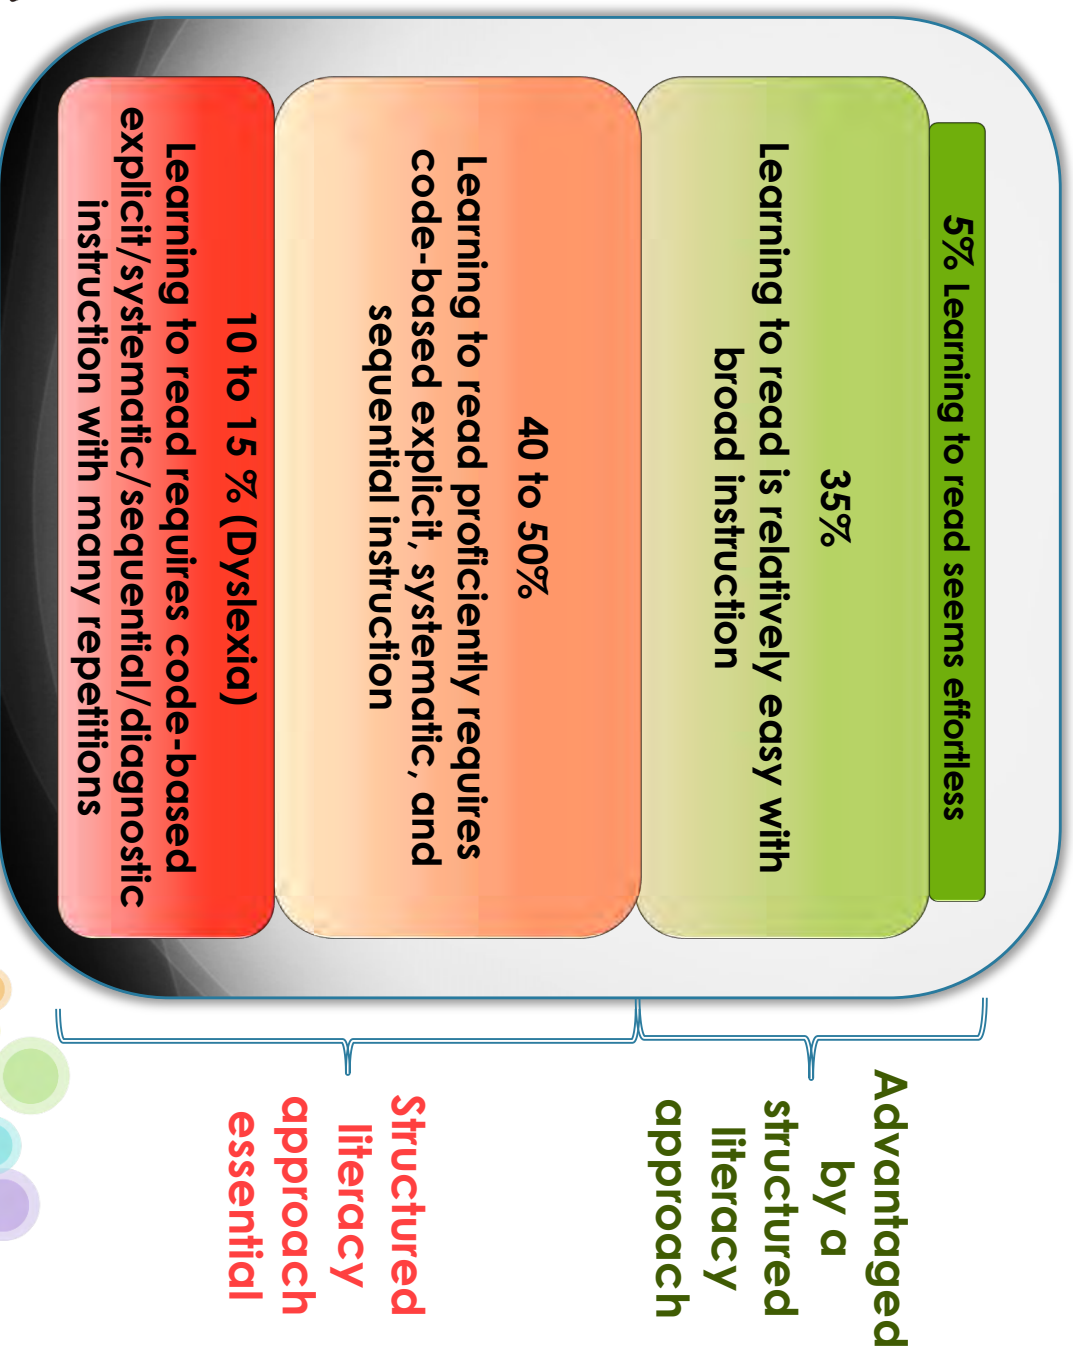 5% Learning to read seems effortless
35%
Learning to read is relatively easy with
broad instruction
40 to 50%
Learning to read proficiently requires
code-based explicit, systematic, and
sequential instruction
10 to 15 % (Dyslexia)
Learning to read requires code-based
explicit/systematic/sequential/diagnostic
instruction with many repetitions
Advantaged
by a
structured
literacy
approach
Structured
literacy
approach
essential